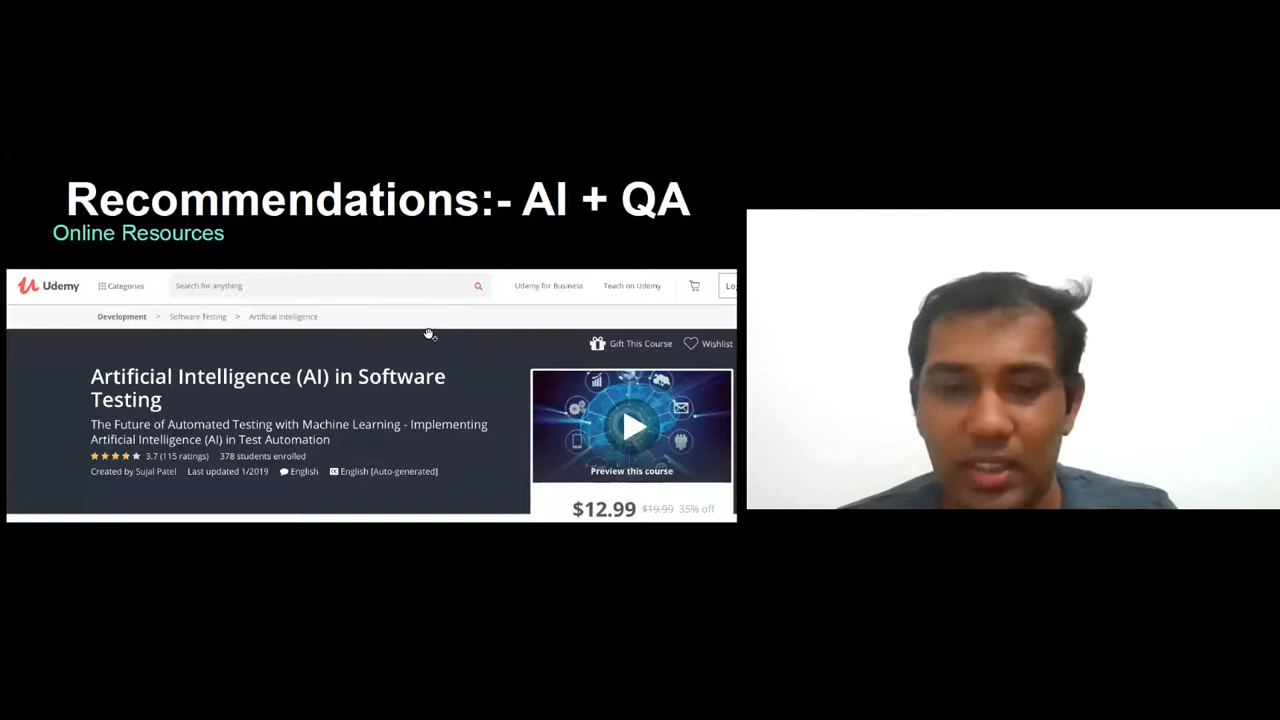 Recommendations:- AI + QA
Online Resources
Udemy
Categories
Search for anything
Udemy for Business
Teach on Udemy
Lo
Development > Software Testing > Artificial Intelligence
Gift This Course
Wishlist
Artificial Intelligence (AI) in Software
Testing
The Future of Automated Testing with Machine Learning - Implementing
Artificial Intelligence (AI) in Test Automation
3.7 (115 ratings) 378 students enrolled
Created by Sujal Patel Last updated 1/2019 English English [Auto-generated]
Preview this course
$12.99 $19.99 35% off